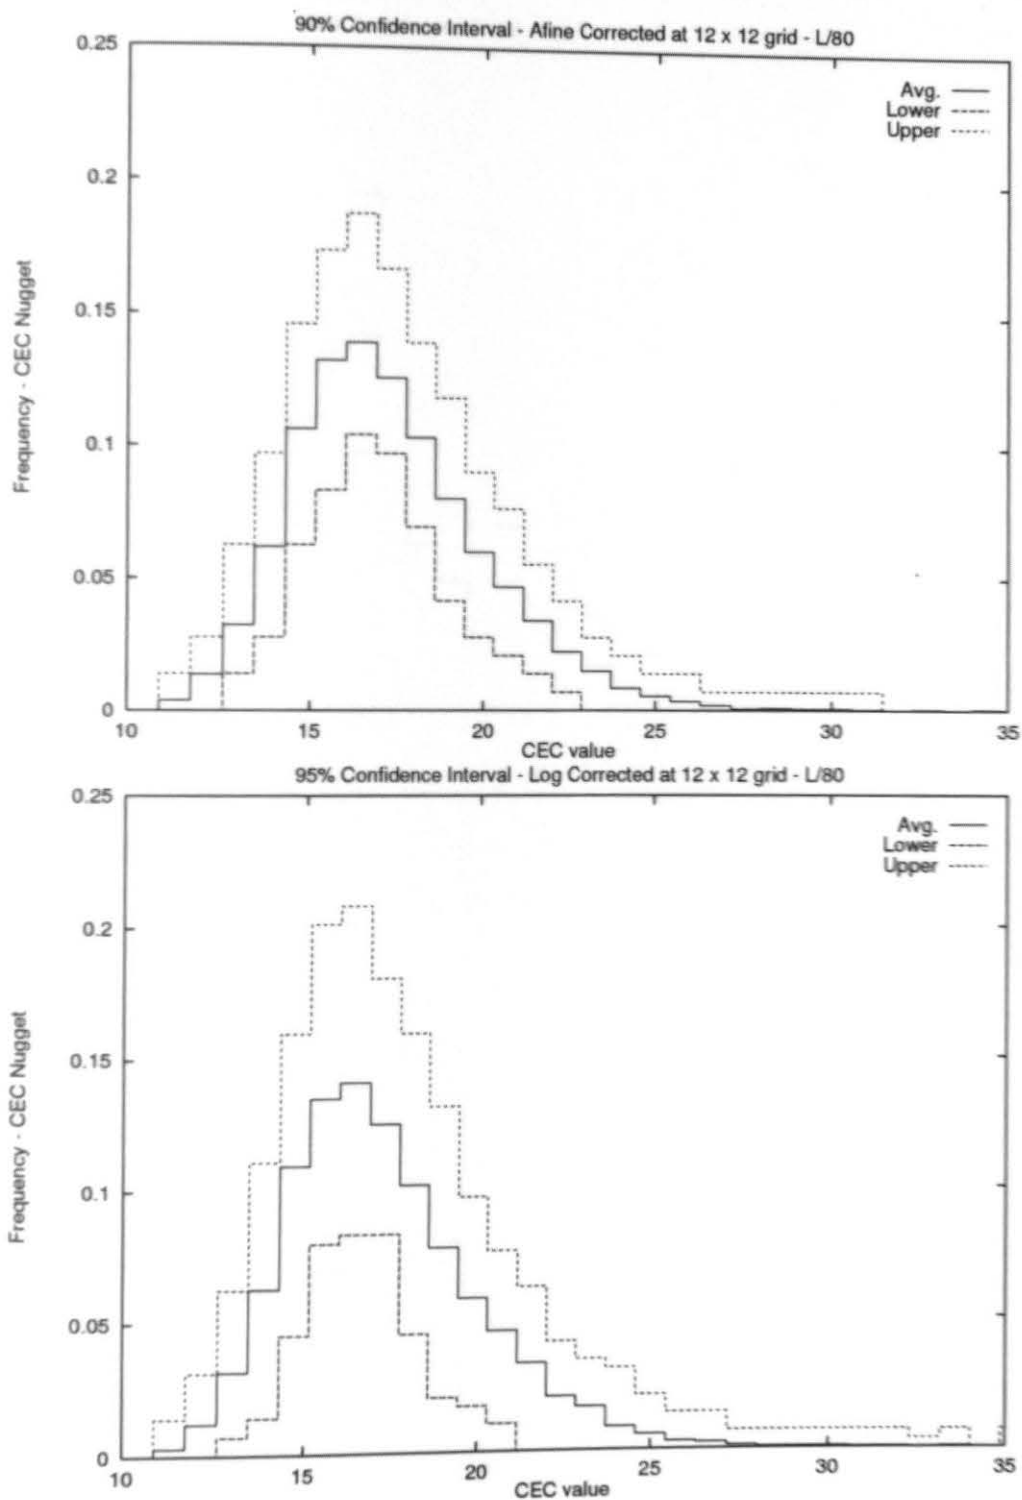 90% Confidence Interval - Afine Corrected at 12 x 12 grid - L/80
0.25
0.2
0.15
0.1
0.05
0
Frequency - CEC Nugget
Avg.
Lower
Upper
10 15 20 25 30 35
CEC value
95% Confidence Interval - Log Corrected at 12 x 12 grid - L/80
0.25
0.2
0.15
0.1
0.05
0
Frequency - CEC Nugget
Avg.
Lower
Upper
10 15 20 25 30 35
CEC value